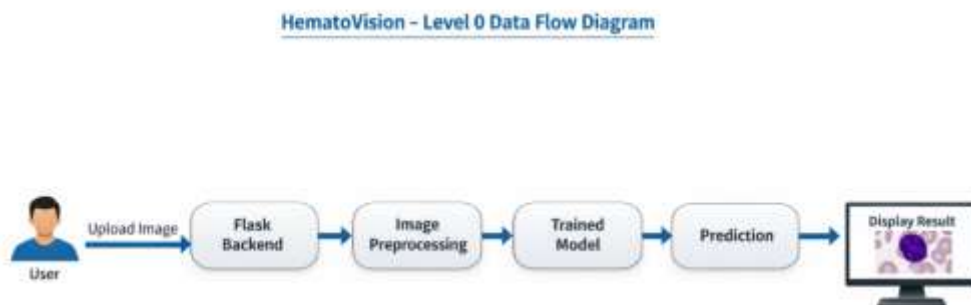 HematoVision – Level 0 Data Flow Diagram
Upload Image
User
Flask
Backend
Image
Preprocessing
Trained
Model
Prediction
Display Result